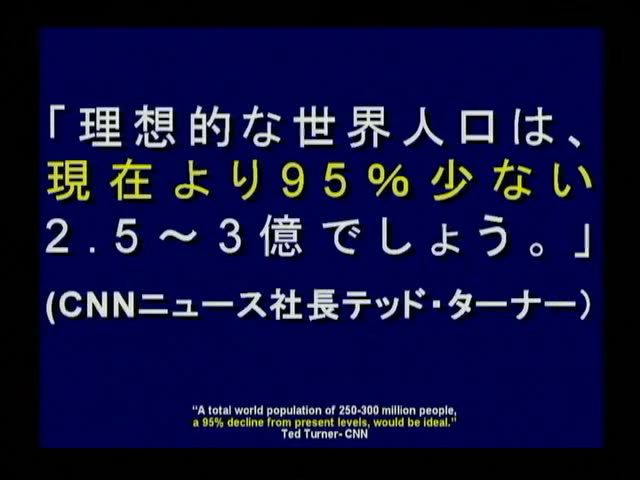 「理想的な世界人口は、
現在より95%少ない
2.5～3億でしょう。」
(CNNニュース社長テッド・ターナー)
“A total world population of 250-300 million people,
a 95% decline from present levels, would be ideal.”
Ted Turner- CNN